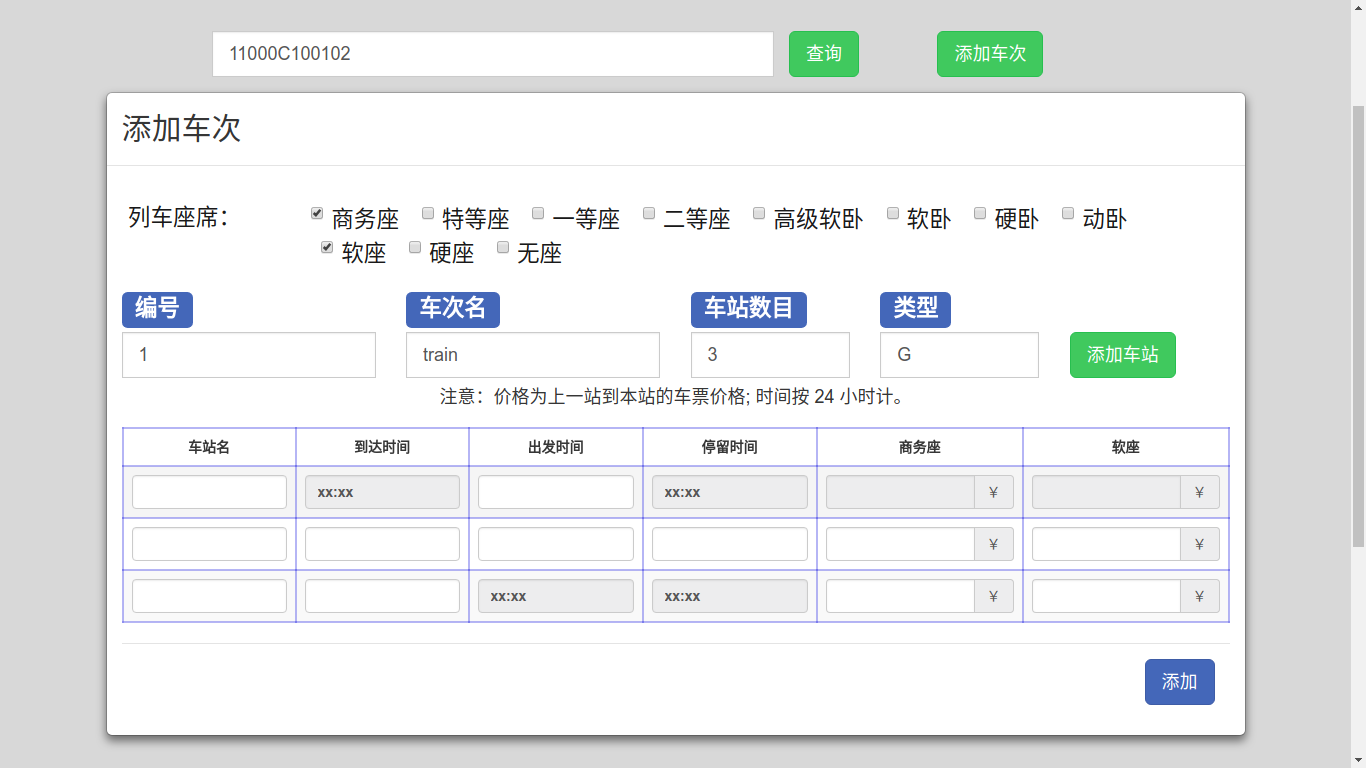 11000C100102 查询 添加车次
添加车次
列车座席： 商务座 特等座 一等座 二等座 高级软卧 软卧 硬卧 动卧
软座 硬座 无座
编号 车次名 车站数目 类型
1 train 3 G 添加车站
注意：价格为上一站到本站的车票价格; 时间按 24 小时计。
车站名 到达时间 出发时间 停留时间 商务座 软座
xx:xx xx:xx ¥ ¥
¥ ¥
xx:xx xx:xx ¥ ¥
添加